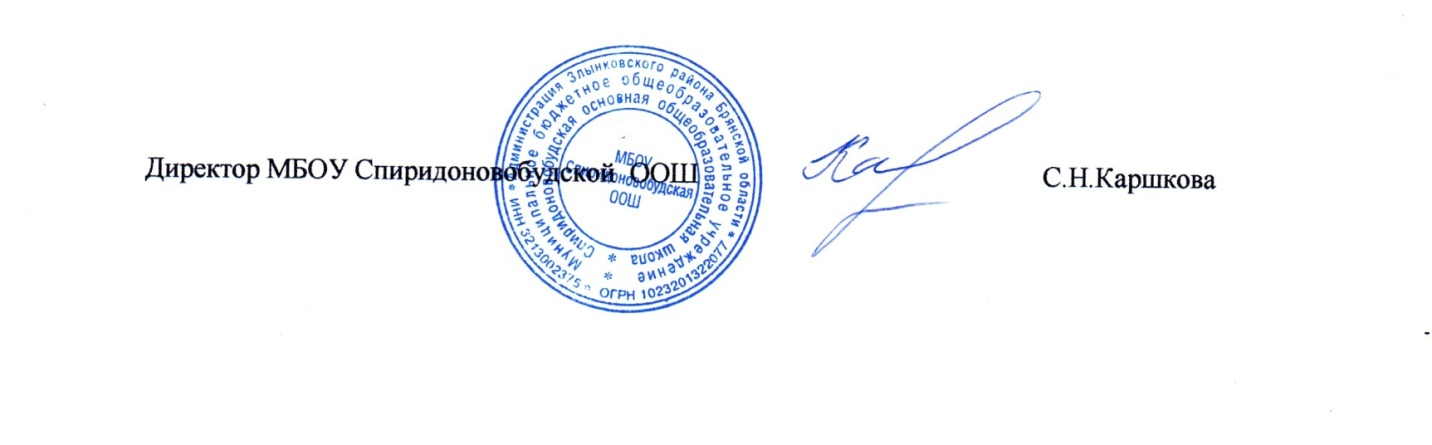 Директор МБОУ Спиридоновобудской ООШ
С.Н.Каршкова
* Администрация Злынковского района Брянской области * ОГРН 1023201322077 * ИНН 3213002375
Муниципальное бюджетное общеобразовательное учреждение *
Спиридоновобудская основная общеобразовательная школа *
МБОУ
Спиридоновобудская
ООШ
Ка